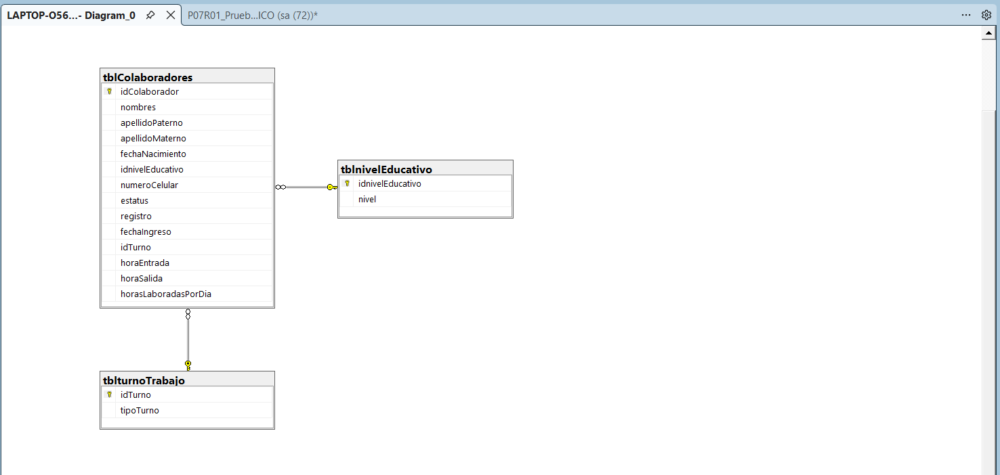 LAPTOP-O56...- Diagram_0
P07R01_Prueb...ICO (sa (72))*
tblColaboradores
idColaborador
nombres
apellidoPaterno
apellidoMaterno
fechaNacimiento
idnivelEducativo
numeroCelular
estatus
registro
fechaIngreso
idTurno
horaEntrada
horaSalida
horasLaboradasPorDia
tblnivelEducativo
idnivelEducativo
nivel
tblturnoTrabajo
idTurno
tipoTurno